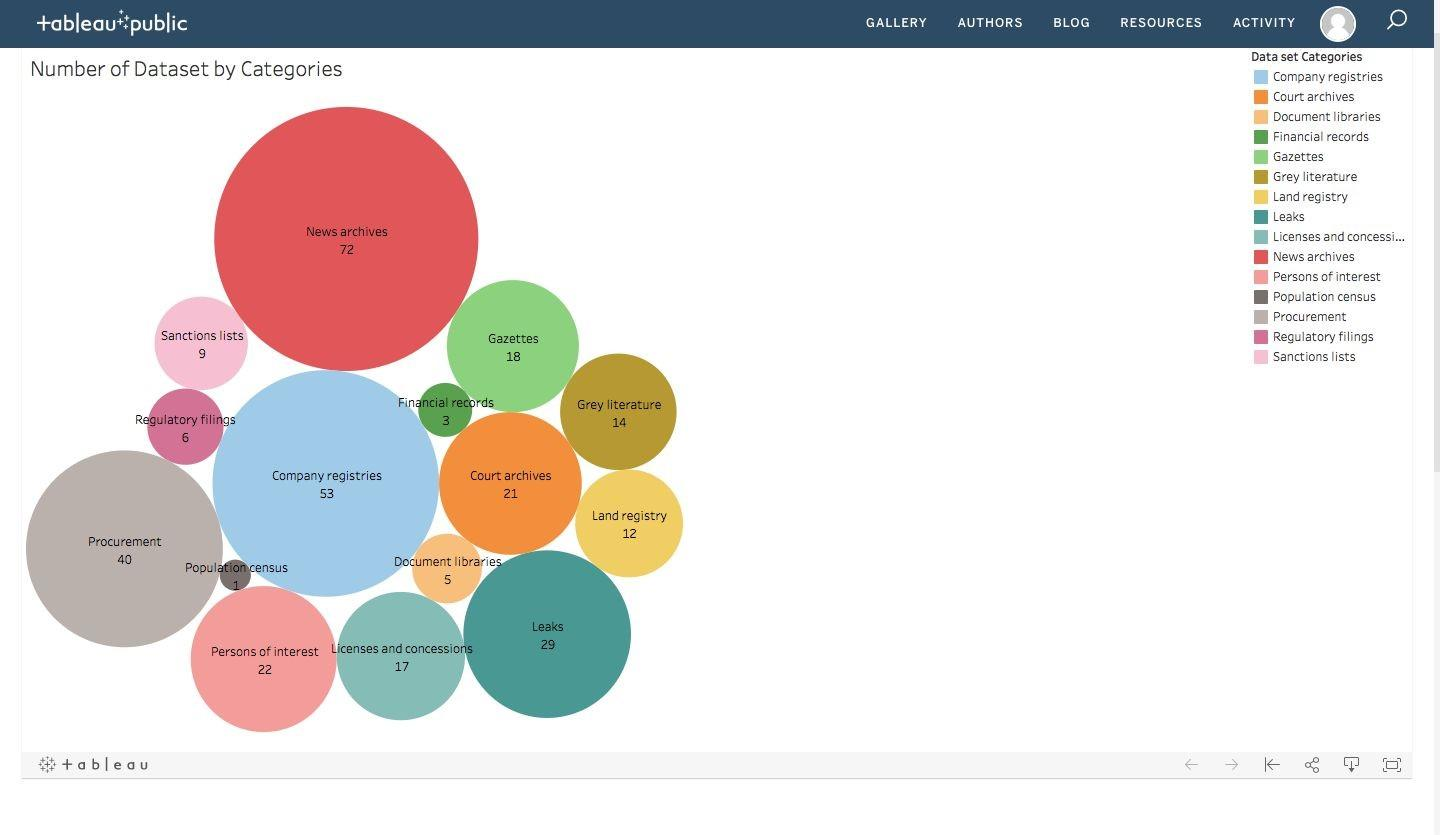 tableau public
GALLERY AUTHORS BLOG RESOURCES ACTIVITY
Number of Dataset by Categories
News archives
72
Sanctions lists
9
Gazettes
18
Financial records
3
Grey literature
14
Regulatory filings
6
Company registries
53
Court archives
21
Land registry
12
Procurement
40
Population census
1
Document libraries
5
Leaks
29
Persons of interest
22
Licenses and concessions
17
Data set Categories
Company registries
Court archives
Document libraries
Financial records
Gazettes
Grey literature
Land registry
Leaks
Licenses and concessi...
News archives
Persons of interest
Population census
Procurement
Regulatory filings
Sanctions lists
tableau